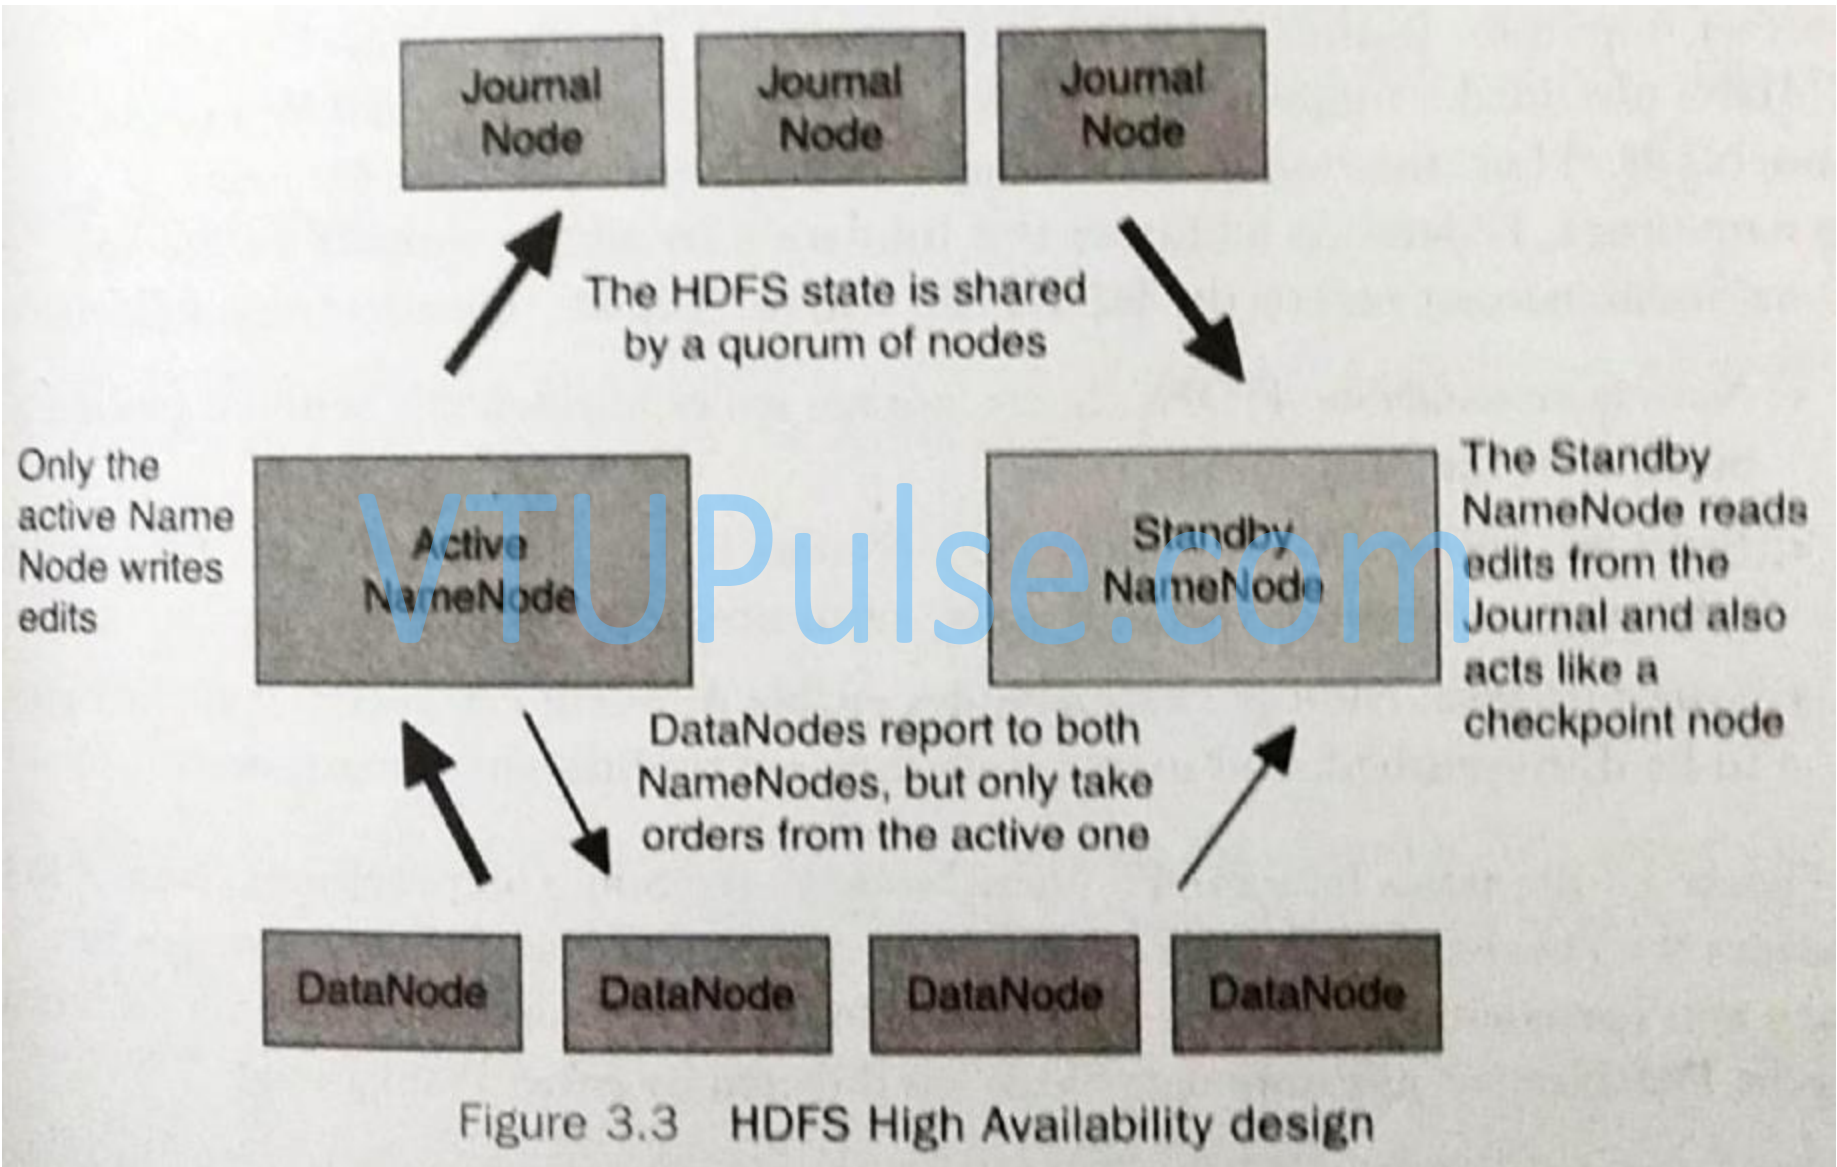 Journal
Node
Journal
Node
Journal
Node
The HDFS state is shared
by a quorum of nodes
Only the
active Name
Node writes
edits
Active
NameNode
Standby
NameNode
The Standby
NameNode reads
edits from the
Journal and also
acts like a
checkpoint node
VTUPulse.com
DataNodes report to both
NameNodes, but only take
orders from the active one
DataNode
DataNode
DataNode
DataNode
Figure 3.3 HDFS High Availability design